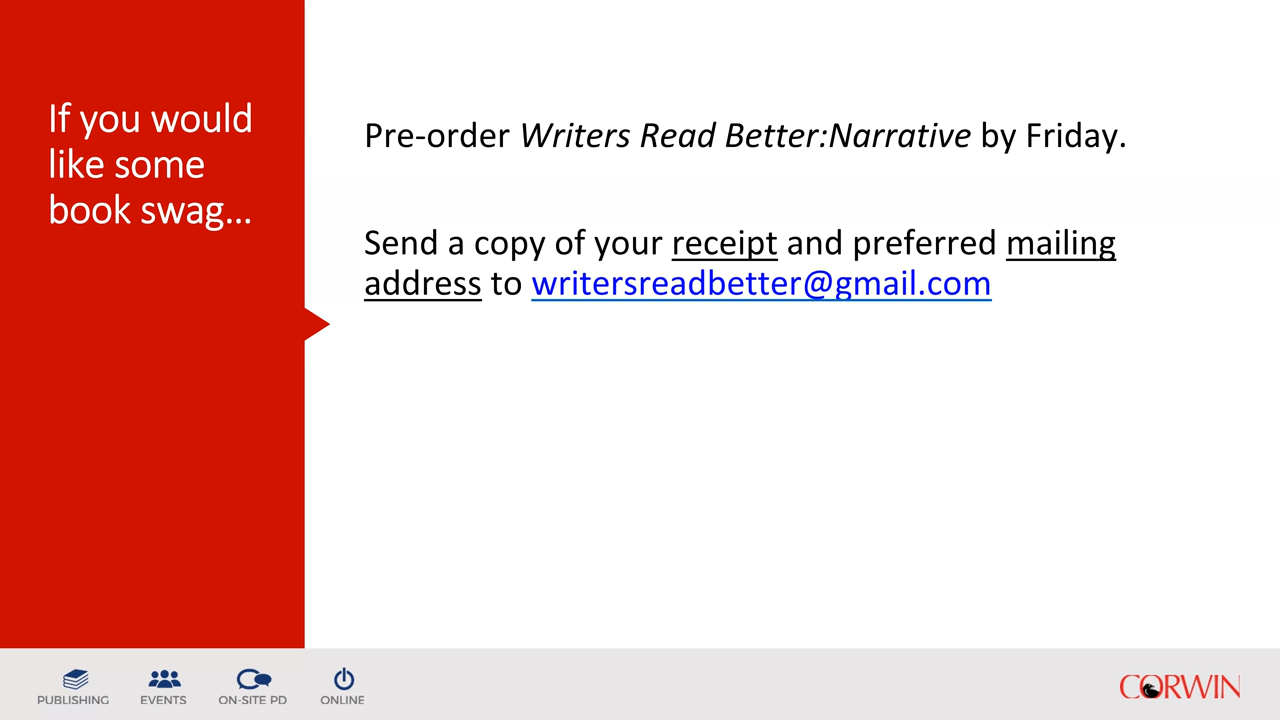 If you would
like some
book swag...
Pre-order Writers Read Better:Narrative by Friday.
Send a copy of your receipt and preferred mailing
address to writersreadbetter@gmail.com
PUBLISHING
EVENTS
ON-SITE PD
ONLINE
CORWIN